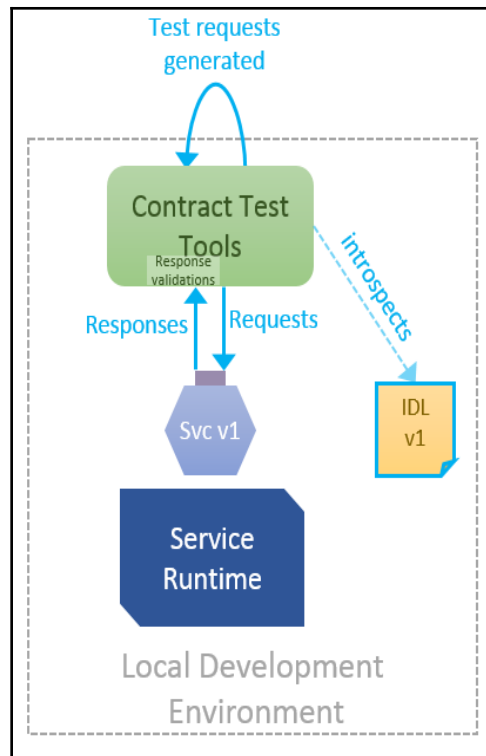 Test requests
generated
Contract Test
Tools
Response
validations
introspects
Responses
Requests
Svc v1
IDL
v1
Service
Runtime
Local Development
Environment